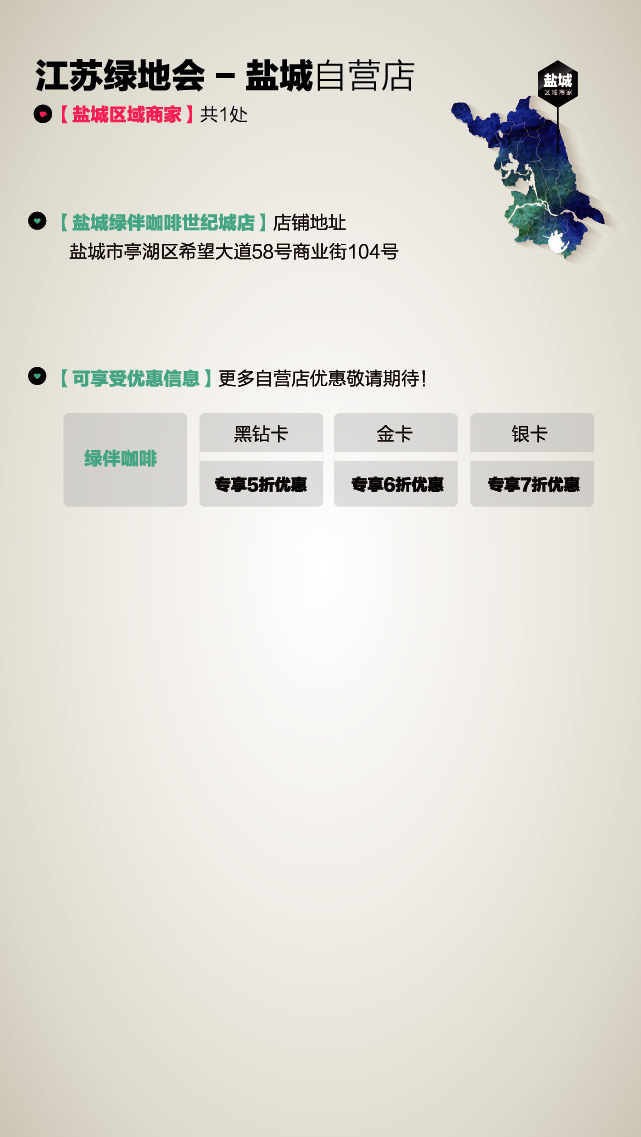 江苏绿地会 – 盐城自营店
盐城
区域商家
【盐城区域商家】共1处
【盐城绿伴咖啡世纪城店】店铺地址
盐城市亭湖区希望大道58号商业街104号
【可享受优惠信息】更多自营店优惠敬请期待!
绿伴咖啡
黑钻卡
金卡
银卡
专享5折优惠
专享6折优惠
专享7折优惠